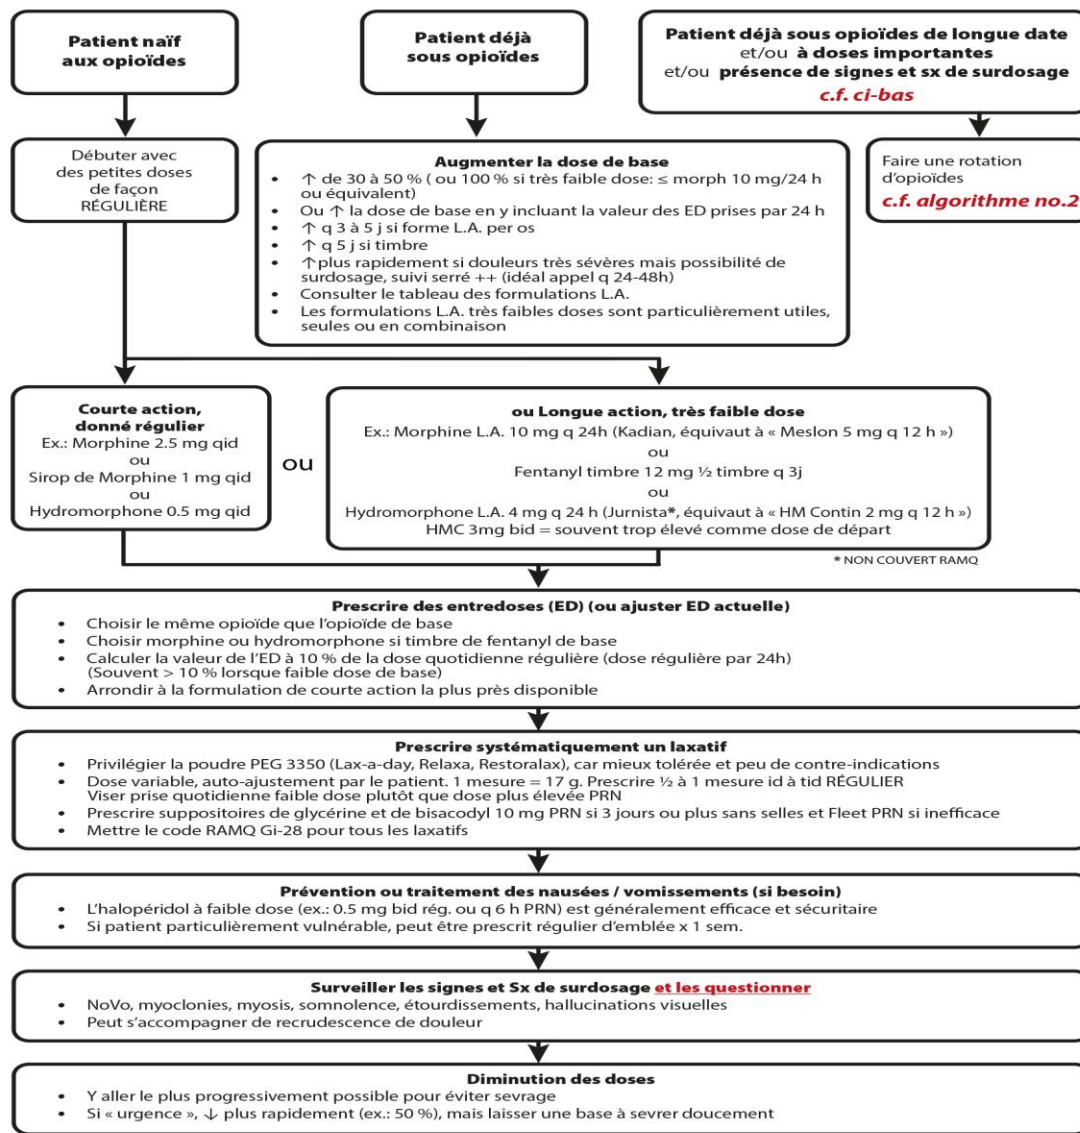 Patient naïf
aux opioïdes
Patient déjà
sous opioïdes
Patient déjà sous opioïdes de longue date
et/ou à doses importantes
et/ou présence de signes et sx de surdosage
c.f. ci-bas
Débuter avec
des petites doses
de façon
RÉGULIÈRE
Augmenter la dose de base
• ↑ de 30 à 50 % ( ou 100 % si très faible dose: ≤ morph 10 mg/24 h
ou équivalent)
• Ou ↑ la dose de base en y incluant la valeur des ED prises par 24 h
• ↑ q 3 à 5 j si forme L.A. per os
• ↑ q 5 j si timbre
• ↑plus rapidement si douleurs très sévères mais possibilité de
surdosage, suivi serré ++ (idéal appel q 24-48h)
• Consulter le tableau des formulations L.A.
• Les formulations L.A. très faibles doses sont particulièrement utiles,
seules ou en combinaison
Faire une rotation
d'opioïdes
c.f. algorithme no.2
Courte action,
donné régulier
Ex.: Morphine 2.5 mg qid
ou
Sirop de Morphine 1 mg qid
ou
Hydromorphone 0.5 mg qid
ou
ou Longue action, très faible dose
Ex.: Morphine L.A. 10 mg q 24h (Kadian, équivaut à « Meslon 5 mg q 12 h »)
ou
Fentanyl timbre 12 mg ½ timbre q 3j
ou
Hydromorphone L.A. 4 mg q 24 h (Jurnista*, équivaut à « HM Contin 2 mg q 12 h »)
HMC 3mg bid = souvent trop élevé comme dose de départ
* NON COUVERT RAMQ
Prescrire des entredoses (ED) (ou ajuster ED actuelle)
• Choisir le même opioïde que l'opioïde de base
• Choisir morphine ou hydromorphone si timbre de fentanyl de base
• Calculer la valeur de l'ED à 10 % de la dose quotidienne régulière (dose régulière par 24h)
(Souvent > 10 % lorsque faible dose de base)
• Arrondir à la formulation de courte action la plus près disponible
Prescrire systématiquement un laxatif
• Privilégier la poudre PEG 3350 (Lax-a-day, Relaxa, Restoralax), car mieux tolérée et peu de contre-indications
• Dose variable, auto-ajustement par le patient. 1 mesure = 17 g. Prescrire ½ à 1 mesure id à tid RÉGULIER
Viser prise quotidienne faible dose plutôt que dose plus élevée PRN
• Prescrire suppositoires de glycérine et de bisacodyl 10 mg PRN si 3 jours ou plus sans selles et Fleet PRN si inefficace
• Mettre le code RAMQ Gi-28 pour tous les laxatifs
Prévention ou traitement des nausées / vomissements (si besoin)
• L'halopéridol à faible dose (ex.: 0.5 mg bid rég. ou q 6 h PRN) est généralement efficace et sécuritaire
• Si patient particulièrement vulnérable, peut être prescrit régulier d'emblée x 1 sem.
Surveiller les signes et Sx de surdosage et les questionner
• NoVo, myoclonies, myosis, somnolence, étourdissements, hallucinations visuelles
• Peut s'accompagner de recrudescence de douleur
Diminution des doses
• Y aller le plus progressivement possible pour éviter sevrage
• Si « urgence », ↓ plus rapidement (ex.: 50 %), mais laisser une base à sevrer doucement